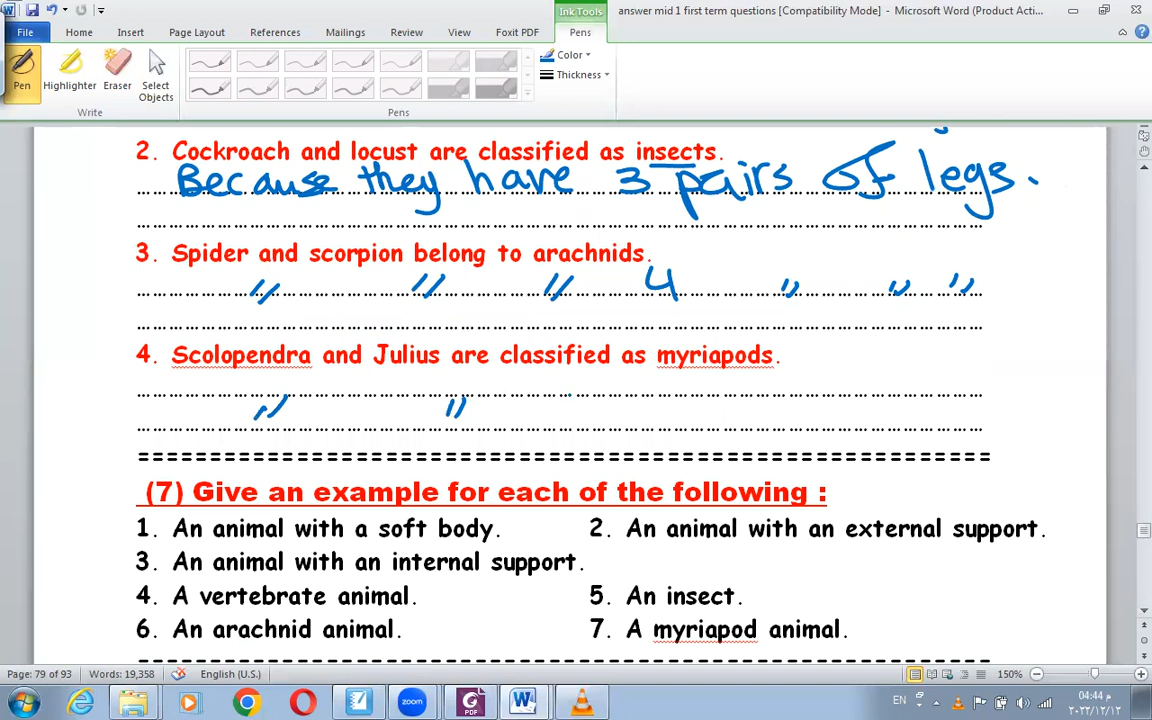 Ink Tools
answer mid 1 first term questions [Compatibility Mode] - Microsoft Word (Product Acti...
File Home Insert Page Layout References Mailings Review View Foxit PDF Pens
Pen Highlighter Eraser Select Objects
Color
Thickness
Write Pens
2. Cockroach and locust are classified as insects.
Because they have 3 pairs of legs.
3. Spider and scorpion belong to arachnids.
" " " 4 " " "
4. Scolopendra and Julius are classified as myriapods.
" "
(7) Give an example for each of the following :
1. An animal with a soft body. 2. An animal with an external support.
3. An animal with an internal support.
4. A vertebrate animal. 5. An insect.
6. An arachnid animal. 7. A myriapod animal.
Page: 79 of 93 Words: 19,358 English (U.S.) 150%
zoom PDF EN 04:44 م
٢٠٢٢/١٢/١٢